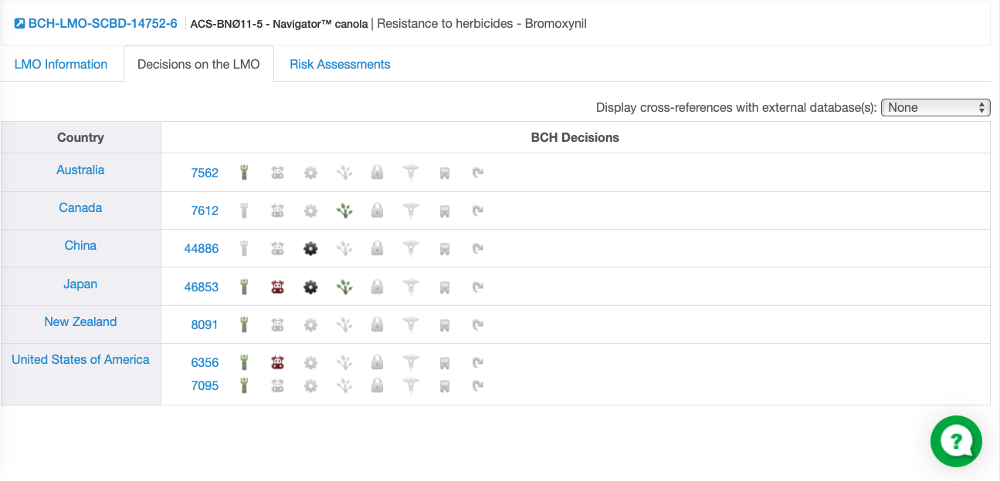 BCH-LMO-SCBD-14752-6 ACS-BNØ11-5 - Navigator™ canola | Resistance to herbicides - Bromoxynil
LMO Information Decisions on the LMO Risk Assessments
Display cross-references with external database(s): None
Country BCH Decisions
Australia 7562
Canada 7612
China 44886
Japan 46853
New Zealand 8091
United States of America 6356
7095
?